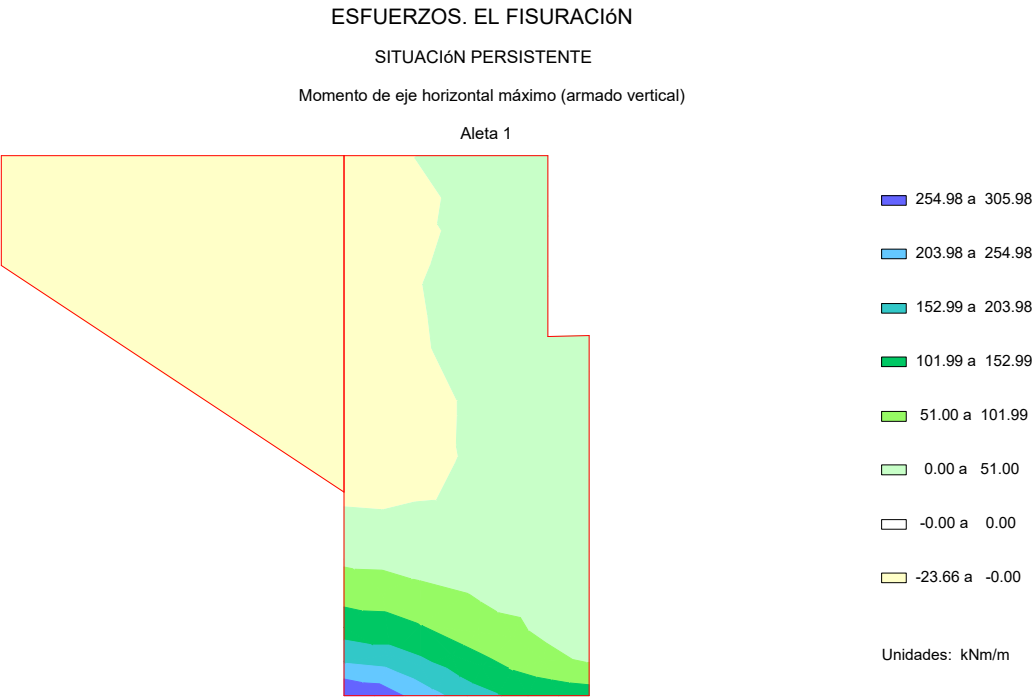 ESFUERZOS. EL FISURACIóN
SITUACIóN PERSISTENTE
Momento de eje horizontal máximo (armado vertical)
Aleta 1
254.98 a 305.98
203.98 a 254.98
152.99 a 203.98
101.99 a 152.99
51.00 a 101.99
0.00 a 51.00
-0.00 a 0.00
-23.66 a -0.00
Unidades: kNm/m